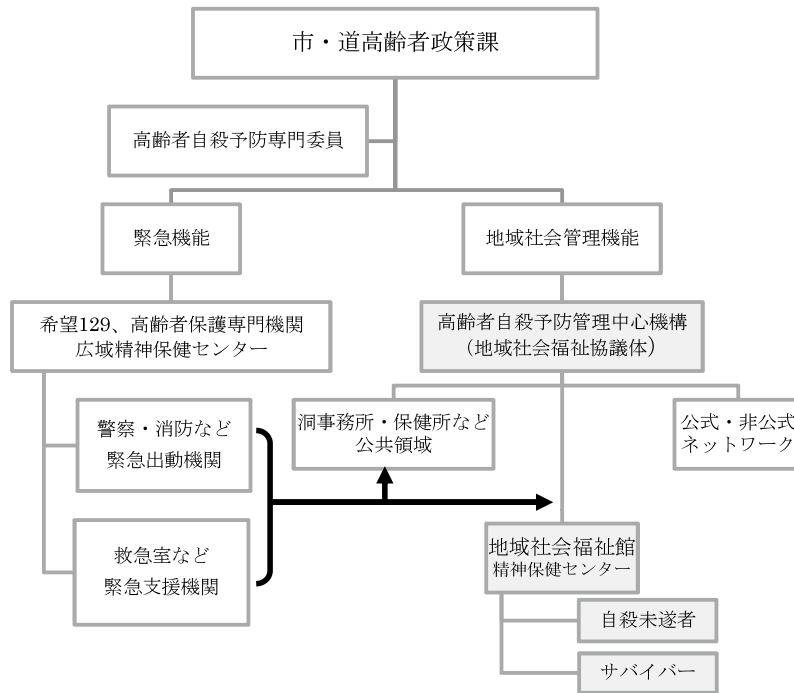 市・道高齢者政策課
高齢者自殺予防専門委員
緊急機能
地域社会管理機能
希望129、高齢者保護専門機関
広域精神保健センター
高齢者自殺予防管理中心機構
（地域社会福祉協議体）
警察・消防など
緊急出動機関
洞事務所・保健所など
公共領域
公式・非公式
ネットワーク
救急室など
緊急支援機関
地域社会福祉館
精神保健センター
自殺未遂者
サバイバー